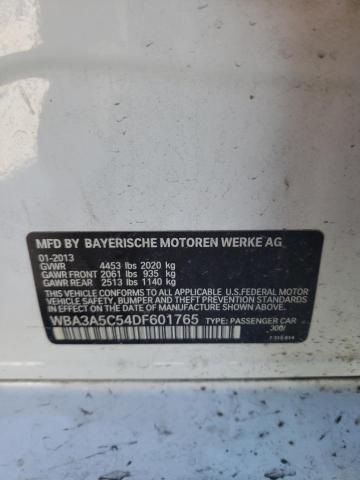 MFD BY BAYERISCHE MOTOREN WERKE AG
01-2013
GVWR 4453 lbs 2020 kg
GAWR FRONT 2061 lbs 935 kg
GAWR REAR 2513 lbs 1140 kg
THIS VEHICLE CONFORMS TO ALL APPLICABLE
U.S. FEDERAL MOTOR VEHICLE SAFETY,
BUMPER AND THEFT PREVENTION STANDARDS
IN EFFECT ON THE DATE OF MANUFACTURE
SHOWN ABOVE.
WBA3A5C54DF601765 TYPE: PASSENGER CAR
300/